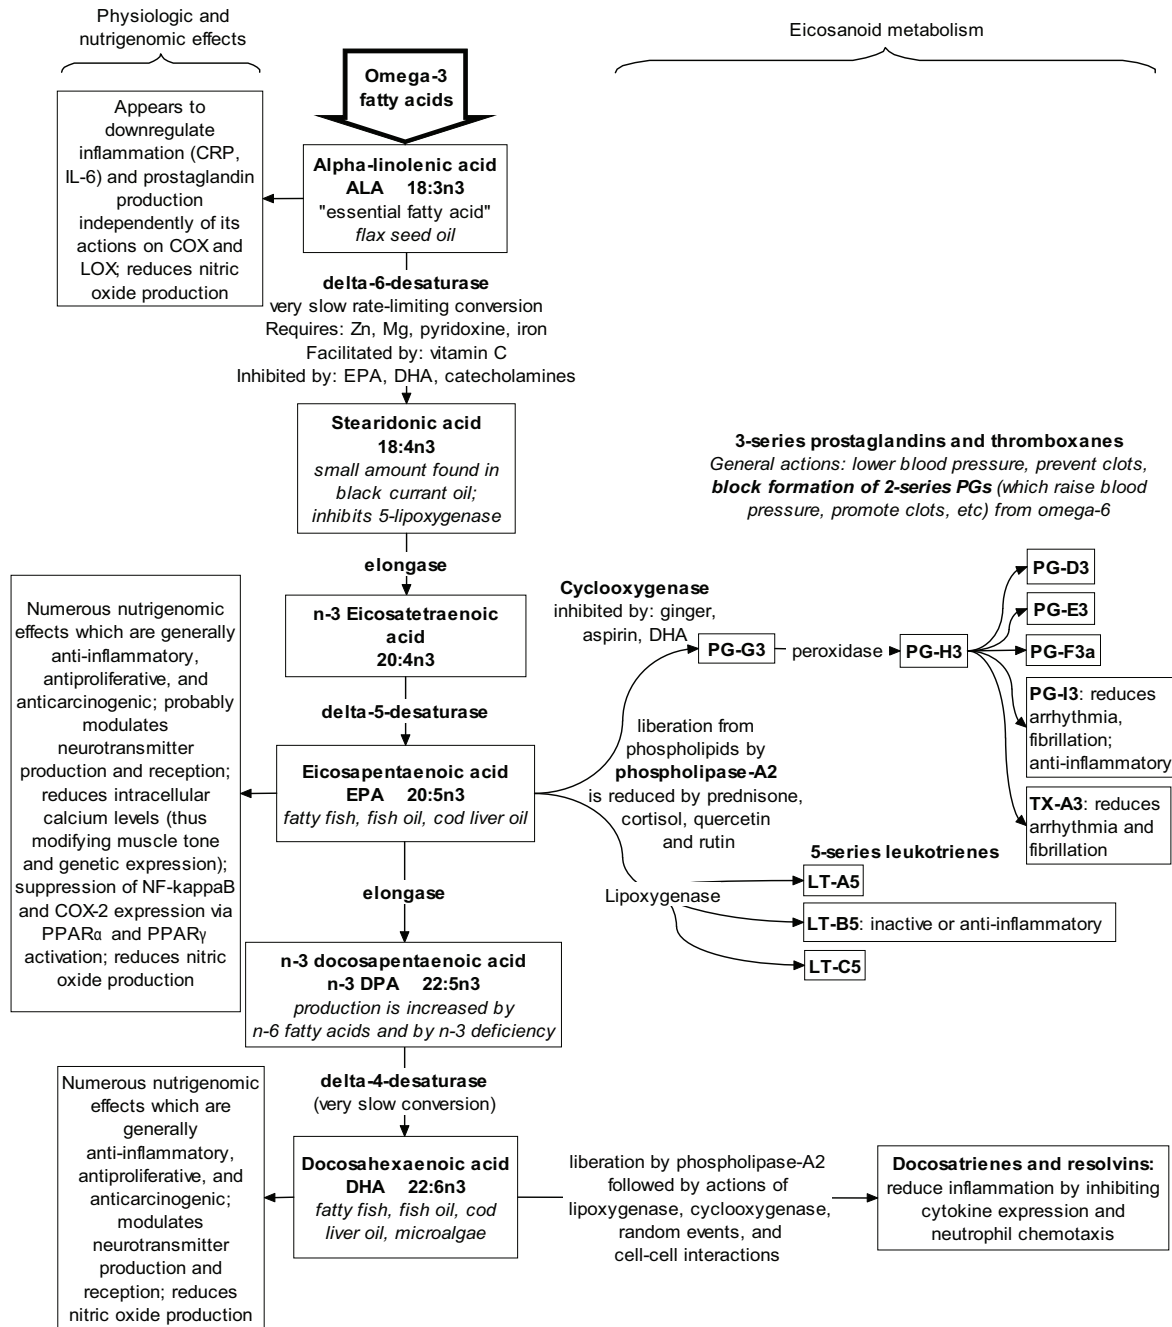 Physiologic and
nutrigenomic effects
Eicosanoid metabolism
Omega-3
fatty acids
Appears to
downregulate
inflammation (CRP,
IL-6) and prostaglandin
production
independently of its
actions on COX and
LOX; reduces nitric
oxide production
Alpha-linolenic acid
ALA 18:3n3
"essential fatty acid"
flax seed oil
delta-6-desaturase
very slow rate-limiting conversion
Requires: Zn, Mg, pyridoxine, iron
Facilitated by: vitamin C
Inhibited by: EPA, DHA, catecholamines
Stearidonic acid
18:4n3
small amount found in
black currant oil;
inhibits 5-lipoxygenase
3-series prostaglandins and thromboxanes
General actions: lower blood pressure, prevent clots,
block formation of 2-series PGs (which raise blood
pressure, promote clots, etc) from omega-6
elongase
n-3 Eicosatetraenoic
acid
20:4n3
delta-5-desaturase
Numerous nutrigenomic
effects which are generally
anti-inflammatory,
antiproliferative, and
anticarcinogenic; probably
modulates
neurotransmitter
production and reception;
reduces intracellular
calcium levels (thus
modifying muscle tone
and genetic expression);
suppression of NF-kappaB
and COX-2 expression via
PPARα and PPARγ
activation; reduces nitric
oxide production
Eicosapentaenoic acid
EPA 20:5n3
fatty fish, fish oil, cod liver oil
Cyclooxygenase
inhibited by: ginger,
aspirin, DHA
PG-G3
peroxidase
PG-H3
PG-D3
PG-E3
PG-F3a
PG-I3: reduces
arrhythmia,
fibrillation;
anti-inflammatory
TX-A3: reduces
arrhythmia and
fibrillation
liberation from
phospholipids by
phospholipase-A2
is reduced by prednisone,
cortisol, quercetin
and rutin
5-series leukotrienes
Lipoxygenase
LT-A5
LT-B5: inactive or anti-inflammatory
LT-C5
elongase
n-3 docosapentaenoic acid
n-3 DPA 22:5n3
production is increased by
n-6 fatty acids and by n-3 deficiency
delta-4-desaturase
(very slow conversion)
Numerous nutrigenomic
effects which are
generally
anti-inflammatory,
antiproliferative, and
anticarcinogenic;
modulates
neurotransmitter
production and
reception; reduces
nitric oxide production
Docosahexaenoic acid
DHA 22:6n3
fatty fish, fish oil, cod
liver oil, microalgae
liberation by phospholipase-A2
followed by actions of
lipoxygenase, cyclooxygenase,
random events, and
cell-cell interactions
Docosatrienes and resolvins:
reduce inflammation by inhibiting
cytokine expression and
neutrophil chemotaxis